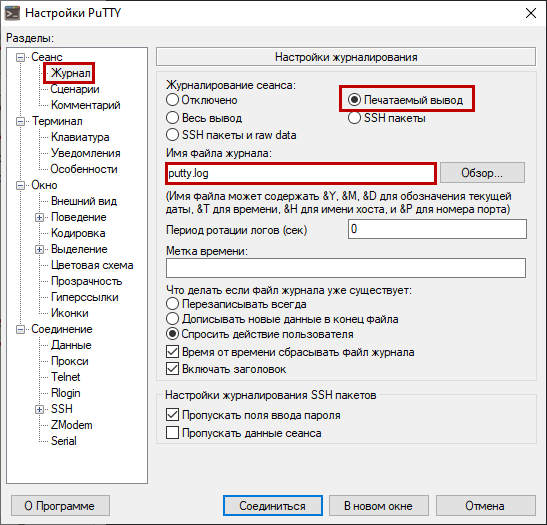 Настройки PuTTY
Разделы:
Сеанс
Журнал
Сценарии
Комментарий
Терминал
Клавиатура
Уведомления
Особенности
Окно
Внешний вид
Поведение
Кодировка
Выделение
Цветовая схема
Прозрачность
Гиперссылки
Иконки
Соединение
Данные
Прокси
Telnet
Rlogin
SSH
ZModem
Serial
Настройки журналирования
Журналирование сеанса:
Отключено
Печатаемый вывод
Весь вывод
SSH пакеты
SSH пакеты и raw data
Имя Файла журнала:
putty.log
Обзор...
(Имя Файла может содержать &Y, &M, &D для обозначения текущей
даты, &T для времени, &H для имени хоста, и &P для номера порта)
Период ротации логов (сек)
0
Метка времени:
Что делать если файл журнала уже существует:
Перезаписывать всегда
Дописывать новые данные в конец файла
Спросить действие пользователя
Время от времени сбрасывать файл журнала
Включать заголовок
Настройки журналирования SSH пакетов
Пропускать поля ввода пароля
Пропускать данные сеанса
О Программе
Соединиться
В новом окне
Отмена